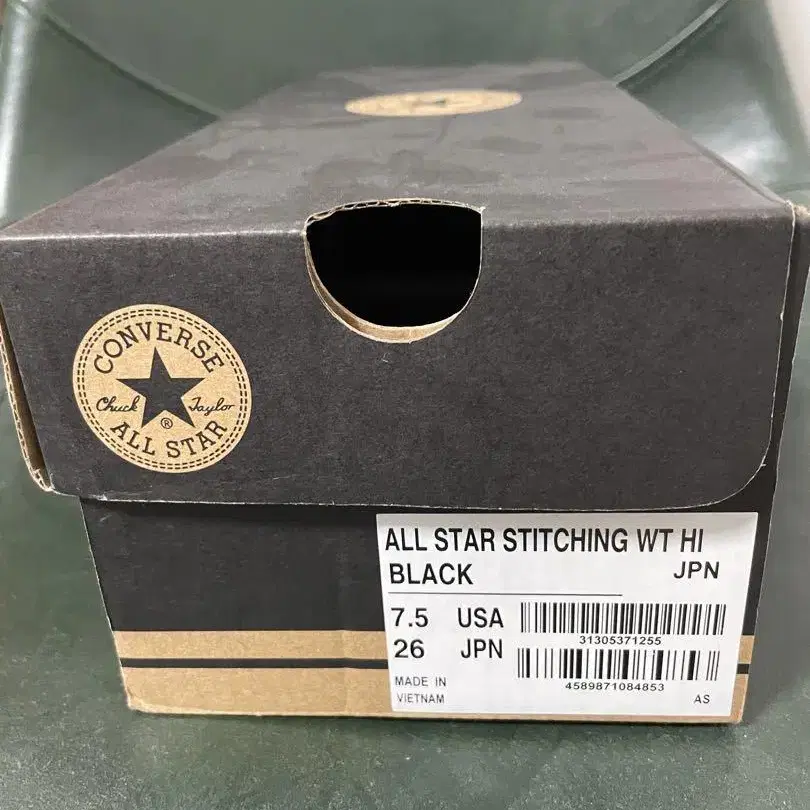 CONVERSE
Chuck Taylor
®
ALL STAR
ALL STAR STITCHING WT HI
BLACK JPN
7.5 USA
31305371255
26 JPN
4589871084853
MADE IN
VIETNAM AS